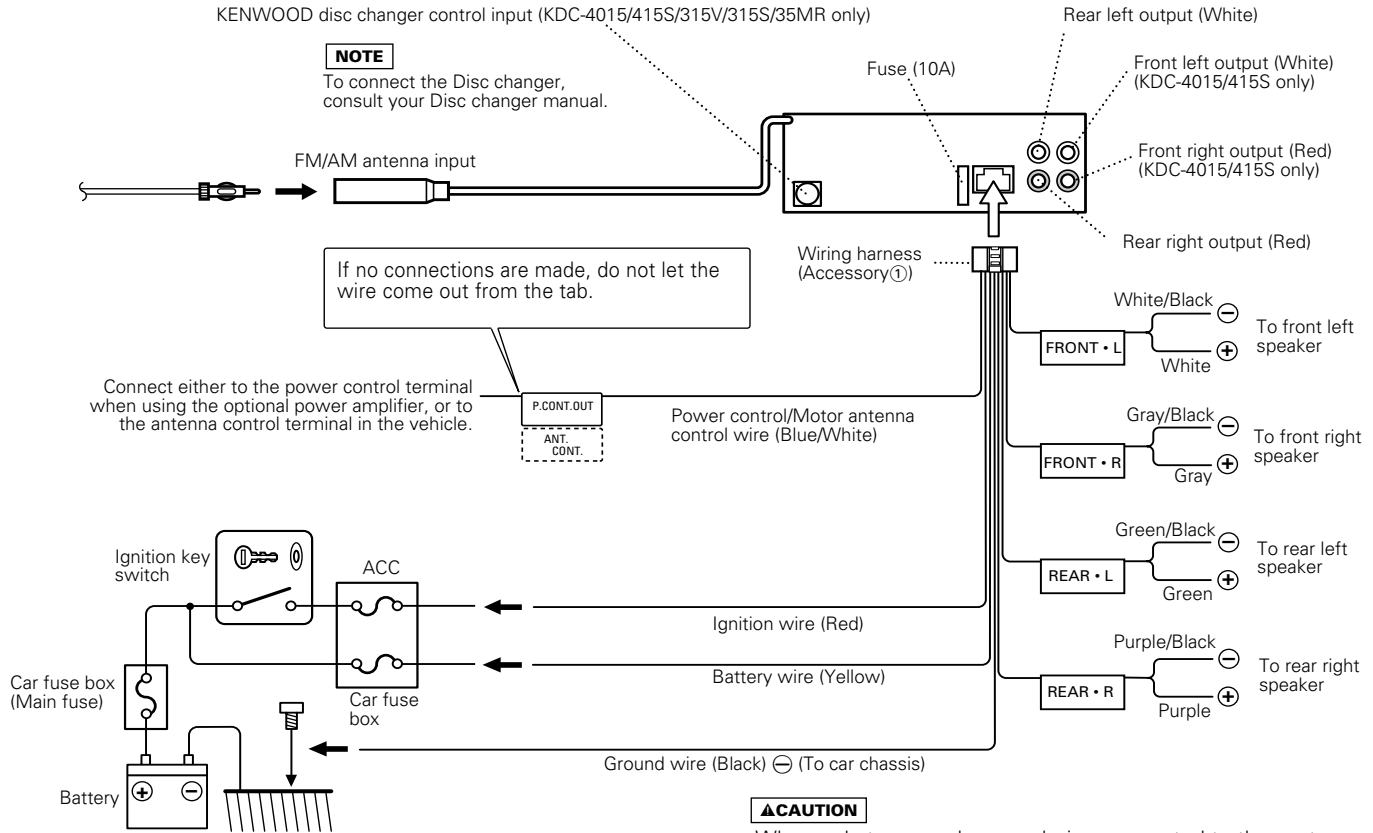 KENWOOD disc changer control input (KDC-4015/415S/315V/315S/35MR only)
Rear left output (White)
NOTE
To connect the Disc changer,
consult your Disc changer manual.
Fuse (10A)
Front left output (White)
(KDC-4015/415S only)
FM/AM antenna input
Front right output (Red)
(KDC-4015/415S only)
Rear right output (Red)
Wiring harness
(Accessory①)
If no connections are made, do not let the
wire come out from the tab.
White/Black
⊖
To front left
speaker
FRONT • L
⊕
White
Connect either to the power control terminal
when using the optional power amplifier, or to
the antenna control terminal in the vehicle.
P.CONT.OUT
ANT.
CONT.
Power control/Motor antenna
control wire (Blue/White)
Gray/Black
⊖
To front right
speaker
FRONT • R
⊕
Gray
Ignition key
switch
ACC
Green/Black
⊖
To rear left
speaker
REAR • L
⊕
Green
Ignition wire (Red)
Purple/Black
⊖
To rear right
speaker
REAR • R
⊕
Purple
Battery wire (Yellow)
Car fuse box
(Main fuse)
Car fuse
box
Ground wire (Black) ⊖ (To car chassis)
Battery
⊕ ⊖
▲CAUTION